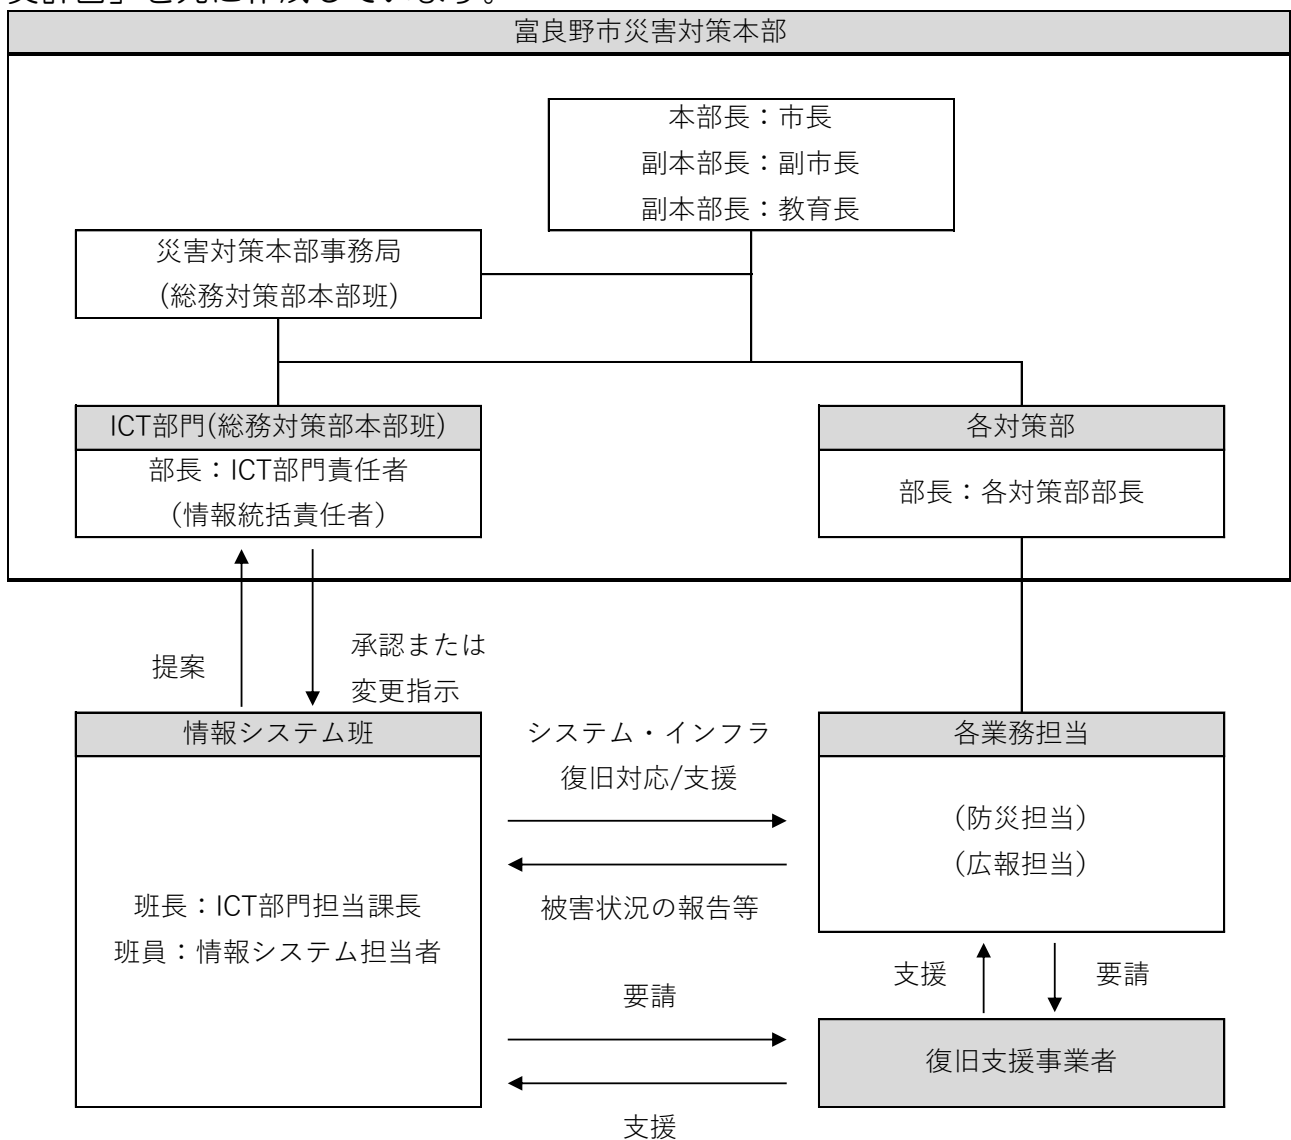 富良野市災害対策本部
本部長：市長
副本部長：副市長
副本部長：教育長
災害対策本部事務局
(総務対策部本部班)
ICT部門(総務対策部本部班)
部長：ICT部門責任者
(情報統括責任者)
各対策部
部長：各対策部部長
提案
承認または
変更指示
情報システム班
班長：ICT部門担当課長
班員：情報システム担当者
システム・インフラ
復旧対応/支援
被害状況の報告等
各業務担当
(防災担当)
(広報担当)
支援
要請
要請
支援
復旧支援事業者